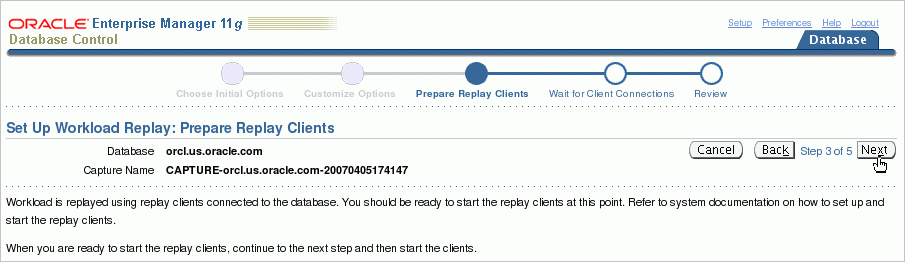 ORACLE Enterprise Manager 11g
Database Control
Setup Preferences Help Logout
Database
Choose Initial Options Customize Options Prepare Replay Clients Wait for Client Connections Review
Set Up Workload Replay: Prepare Replay Clients
Database orcl.us.oracle.com
Capture Name CAPTURE-orcl.us.oracle.com-20070405174147
Cancel Back Step 3 of 5 Next
Workload is replayed using replay clients connected to the database. You should be ready to start the replay clients at this point. Refer to system documentation on how to set up and
start the replay clients.
When you are ready to start the replay clients, continue to the next step and then start the clients.